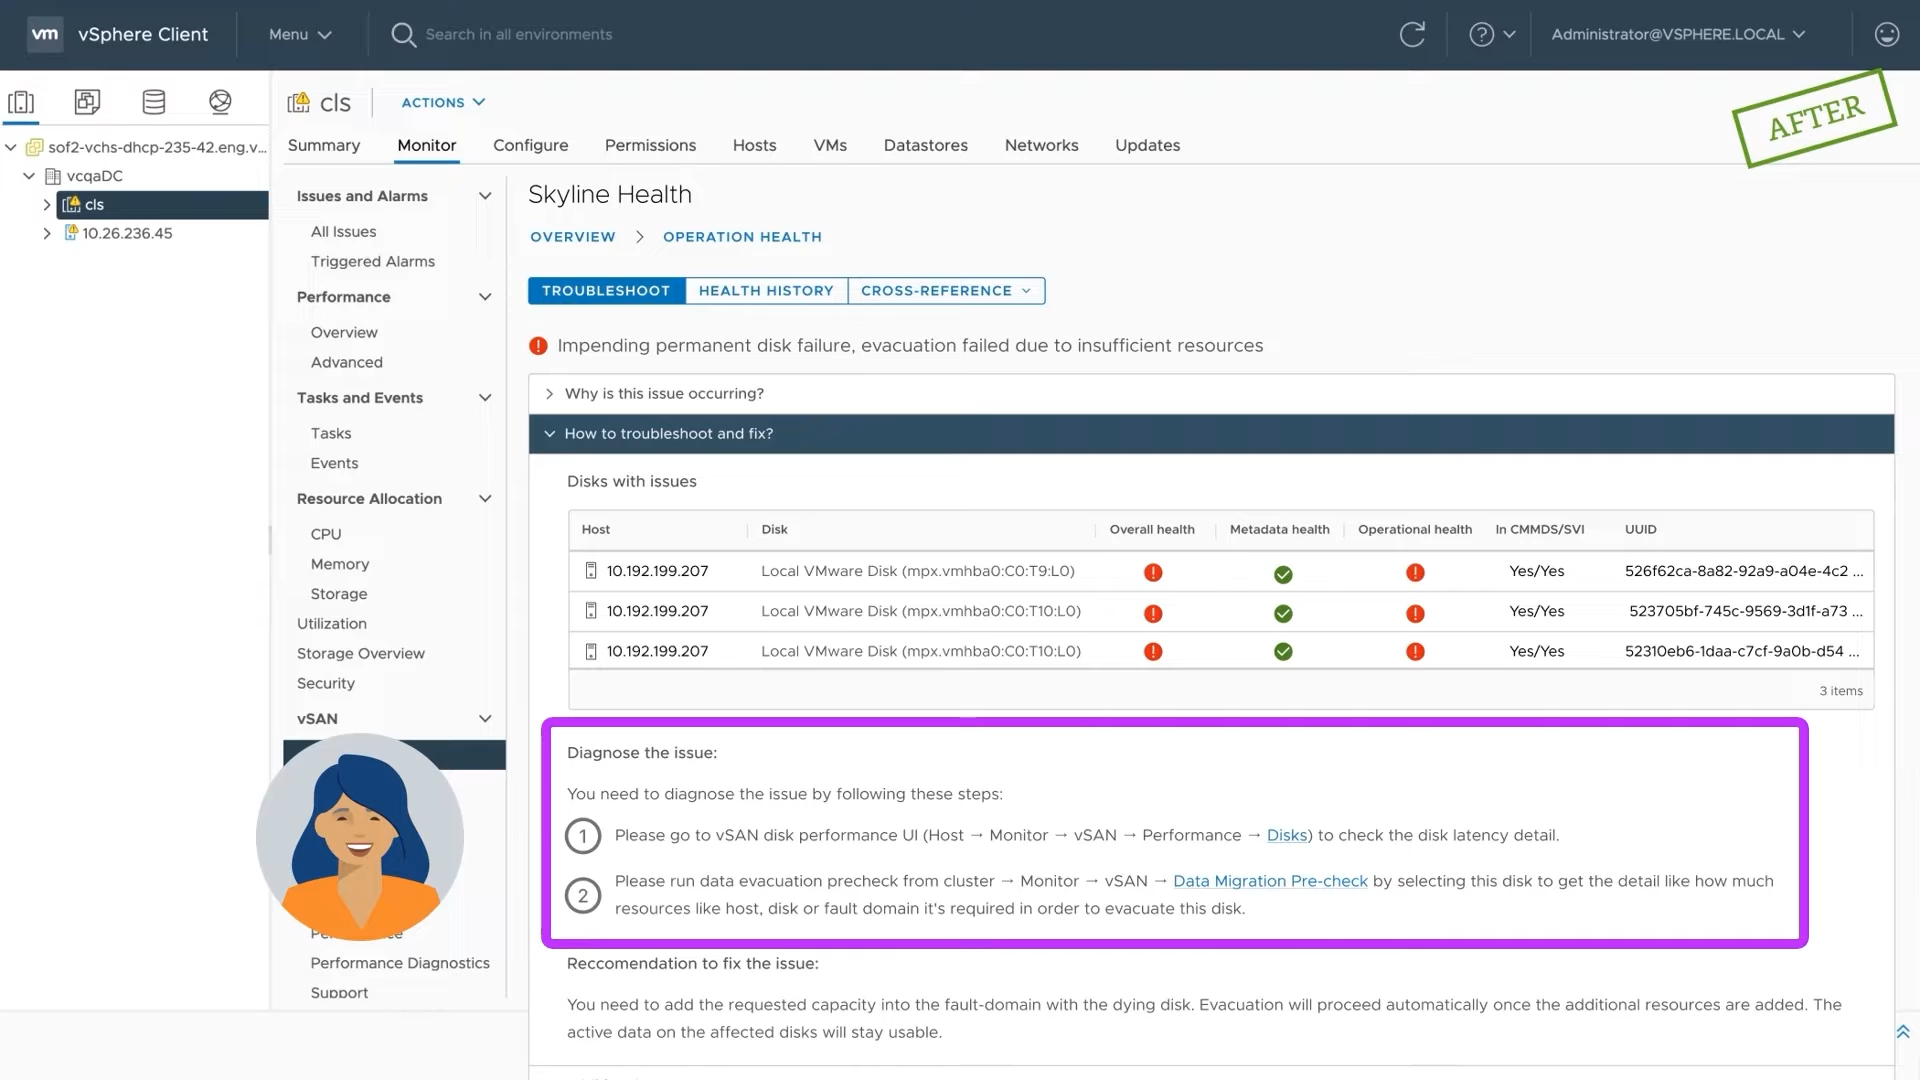 vm vSphere Client Menu Search in all environments Administrator@VSPHERE.LOCAL
AFTER
cls ACTIONS
Summary Monitor Configure Permissions Hosts VMs Datastores Networks Updates
sof2-vchs-dhcp-235-42.eng.v...
vcqaDC
cls
10.26.236.45
Issues and Alarms
All Issues
Triggered Alarms
Performance
Overview
Advanced
Tasks and Events
Tasks
Events
Resource Allocation
CPU
Memory
Storage
Utilization
Storage Overview
Security
vSAN
Performance Diagnostics
Support
Skyline Health
OVERVIEW > OPERATION HEALTH
TROUBLESHOOT HEALTH HISTORY CROSS-REFERENCE
Impending permanent disk failure, evacuation failed due to insufficient resources
Why is this issue occurring?
How to troubleshoot and fix?
Disks with issues
Host Disk Overall health Metadata health Operational health In CMMDS/SVI UUID
10.192.199.207 Local VMware Disk (mpx.vmhba0:C0:T9:L0) Yes/Yes 526f62ca-8a82-92a9-a04e-4c2 ...
10.192.199.207 Local VMware Disk (mpx.vmhba0:C0:T10:L0) Yes/Yes 523705bf-745c-9569-3d1f-a73 ...
10.192.199.207 Local VMware Disk (mpx.vmhba0:C0:T10:L0) Yes/Yes 52310eb6-1daa-c7cf-9a0b-d54 ...
3 items
Diagnose the issue:
You need to diagnose the issue by following these steps:
1 Please go to vSAN disk performance UI (Host → Monitor → vSAN → Performance → Disks) to check the disk latency detail.
2 Please run data evacuation precheck from cluster → Monitor → vSAN → Data Migration Pre-check by selecting this disk to get the detail like how much
resources like host, disk or fault domain it's required in order to evacuate this disk.
Reccomendation to fix the issue:
You need to add the requested capacity into the fault-domain with the dying disk. Evacuation will proceed automatically once the additional resources are added. The
active data on the affected disks will stay usable.